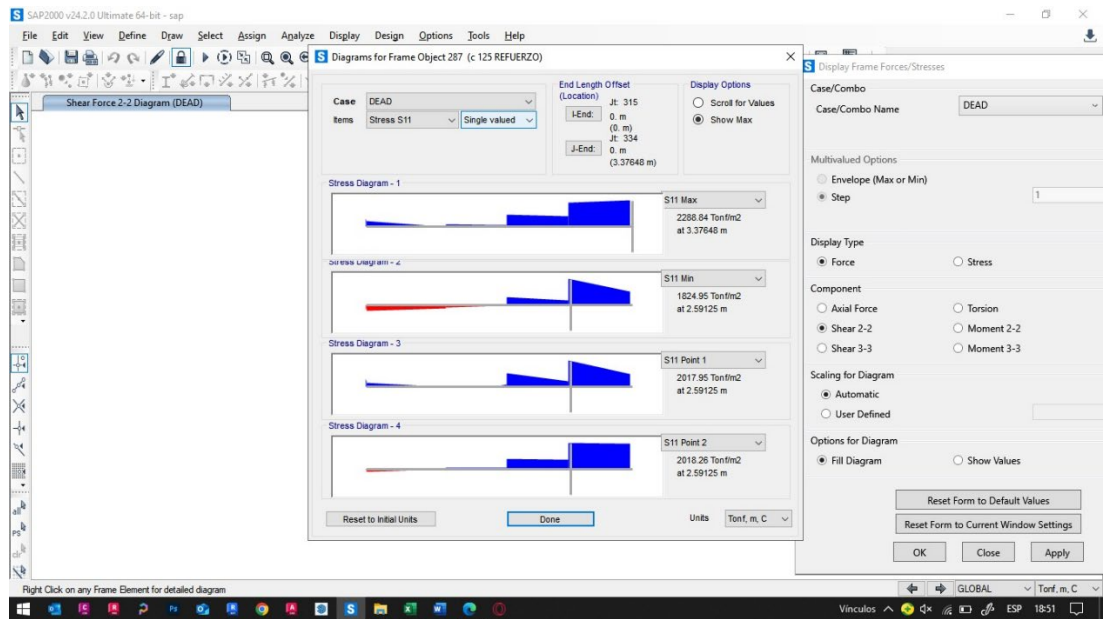 SAP2000 v24.2.0 Ultimate 64-bit - sap
File Edit View Define Draw Select Assign Analyze Display Design Options Tools Help
Shear Force 2-2 Diagram (DEAD)
Diagrams for Frame Object 287 (c 125 REFUERZO)
Case DEAD
Items Stress S11 Single valued
End Length Offset
(Location)
I-End:
Jt: 315
0. m
(0. m)
J-End:
Jt: 334
0. m
(3.37648 m)
Display Options
Scroll for Values
Show Max
Stress Diagram - 1
S11 Max
2288.84 Tonf/m2
at 3.37648 m
Stress Diagram - 2
S11 Min
1824.95 Tonf/m2
at 2.59125 m
Stress Diagram - 3
S11 Point 1
2017.95 Tonf/m2
at 2.59125 m
Stress Diagram - 4
S11 Point 2
2018.26 Tonf/m2
at 2.59125 m
Reset to Initial Units Done Units Tonf, m, C
Display Frame Forces/Stresses
Case/Combo
Case/Combo Name DEAD
Multivalued Options
Envelope (Max or Min)
Step 1
Display Type
Force Stress
Component
Axial Force Torsion
Shear 2-2 Moment 2-2
Shear 3-3 Moment 3-3
Scaling for Diagram
Automatic
User Defined
Options for Diagram
Fill Diagram Show Values
Reset Form to Default Values
Reset Form to Current Window Settings
OK Close Apply
Right Click on any Frame Element for detailed diagram
GLOBAL Tonf, m, C
Vínculos ESP 18:51